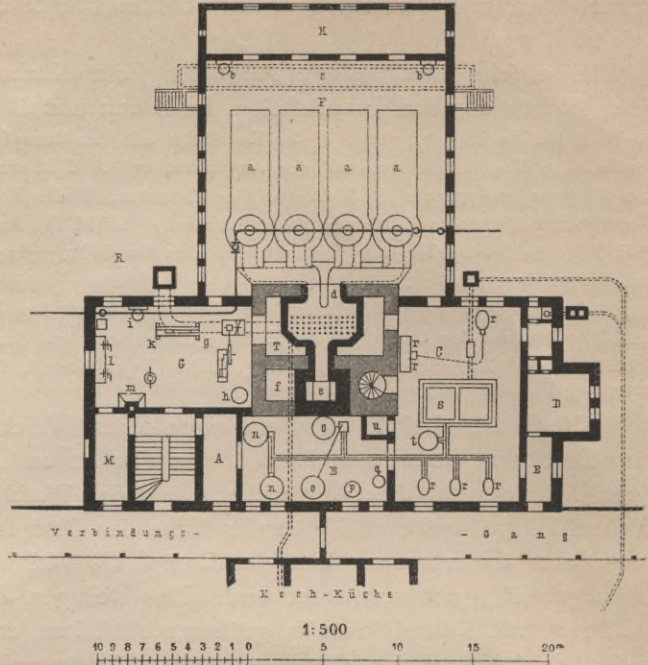 H
b c b
F
a a a a
R
d
i
r
k g
C
T
r
l G
r
S
f
D
m
h e
u
t
M A
n o
B
q E
n o P r r r
Verbindungs- -Gang
Koch-Küche
1:500
10 9 8 7 6 5 4 3 2 1 0 5 10 15 20m